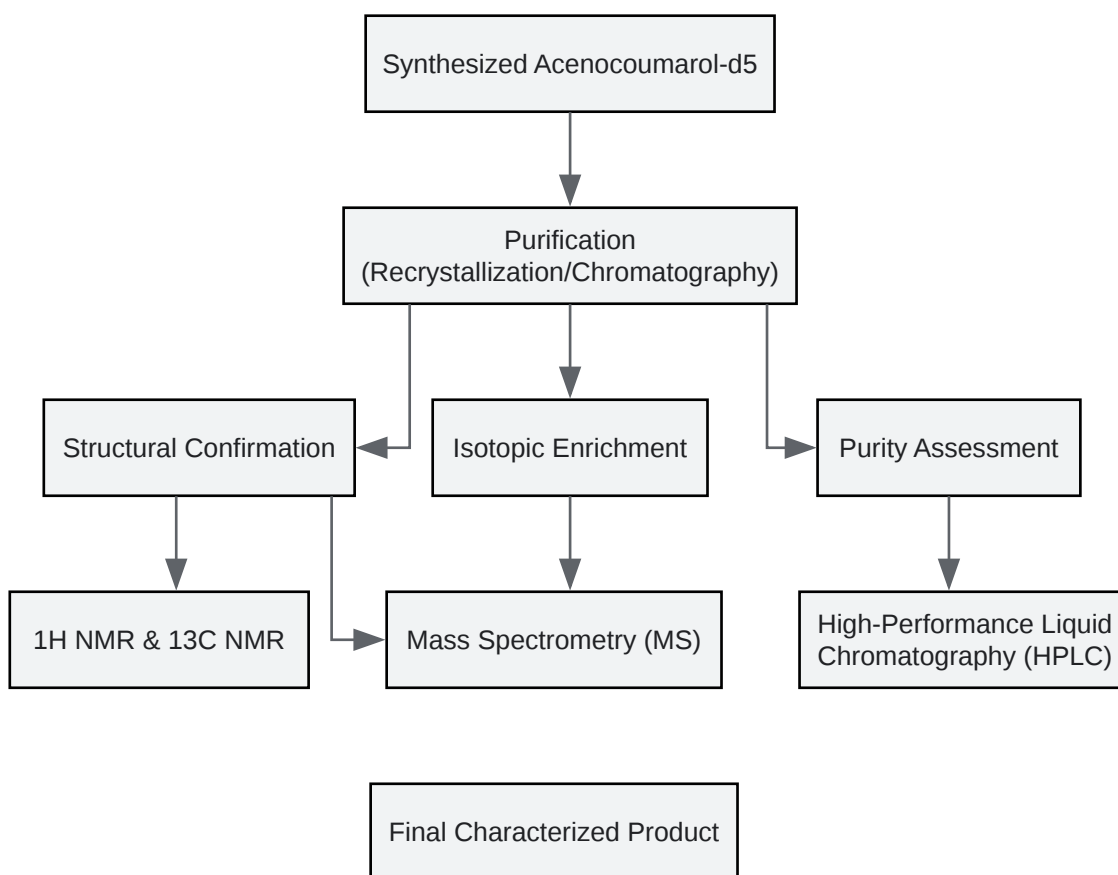 Synthesized Acenocoumarol-d5
Purification
(Recrystallization/Chromatography)
Structural Confirmation
Isotopic Enrichment
Purity Assessment
1H NMR & 13C NMR
Mass Spectrometry (MS)
High-Performance Liquid
Chromatography (HPLC)
Final Characterized Product